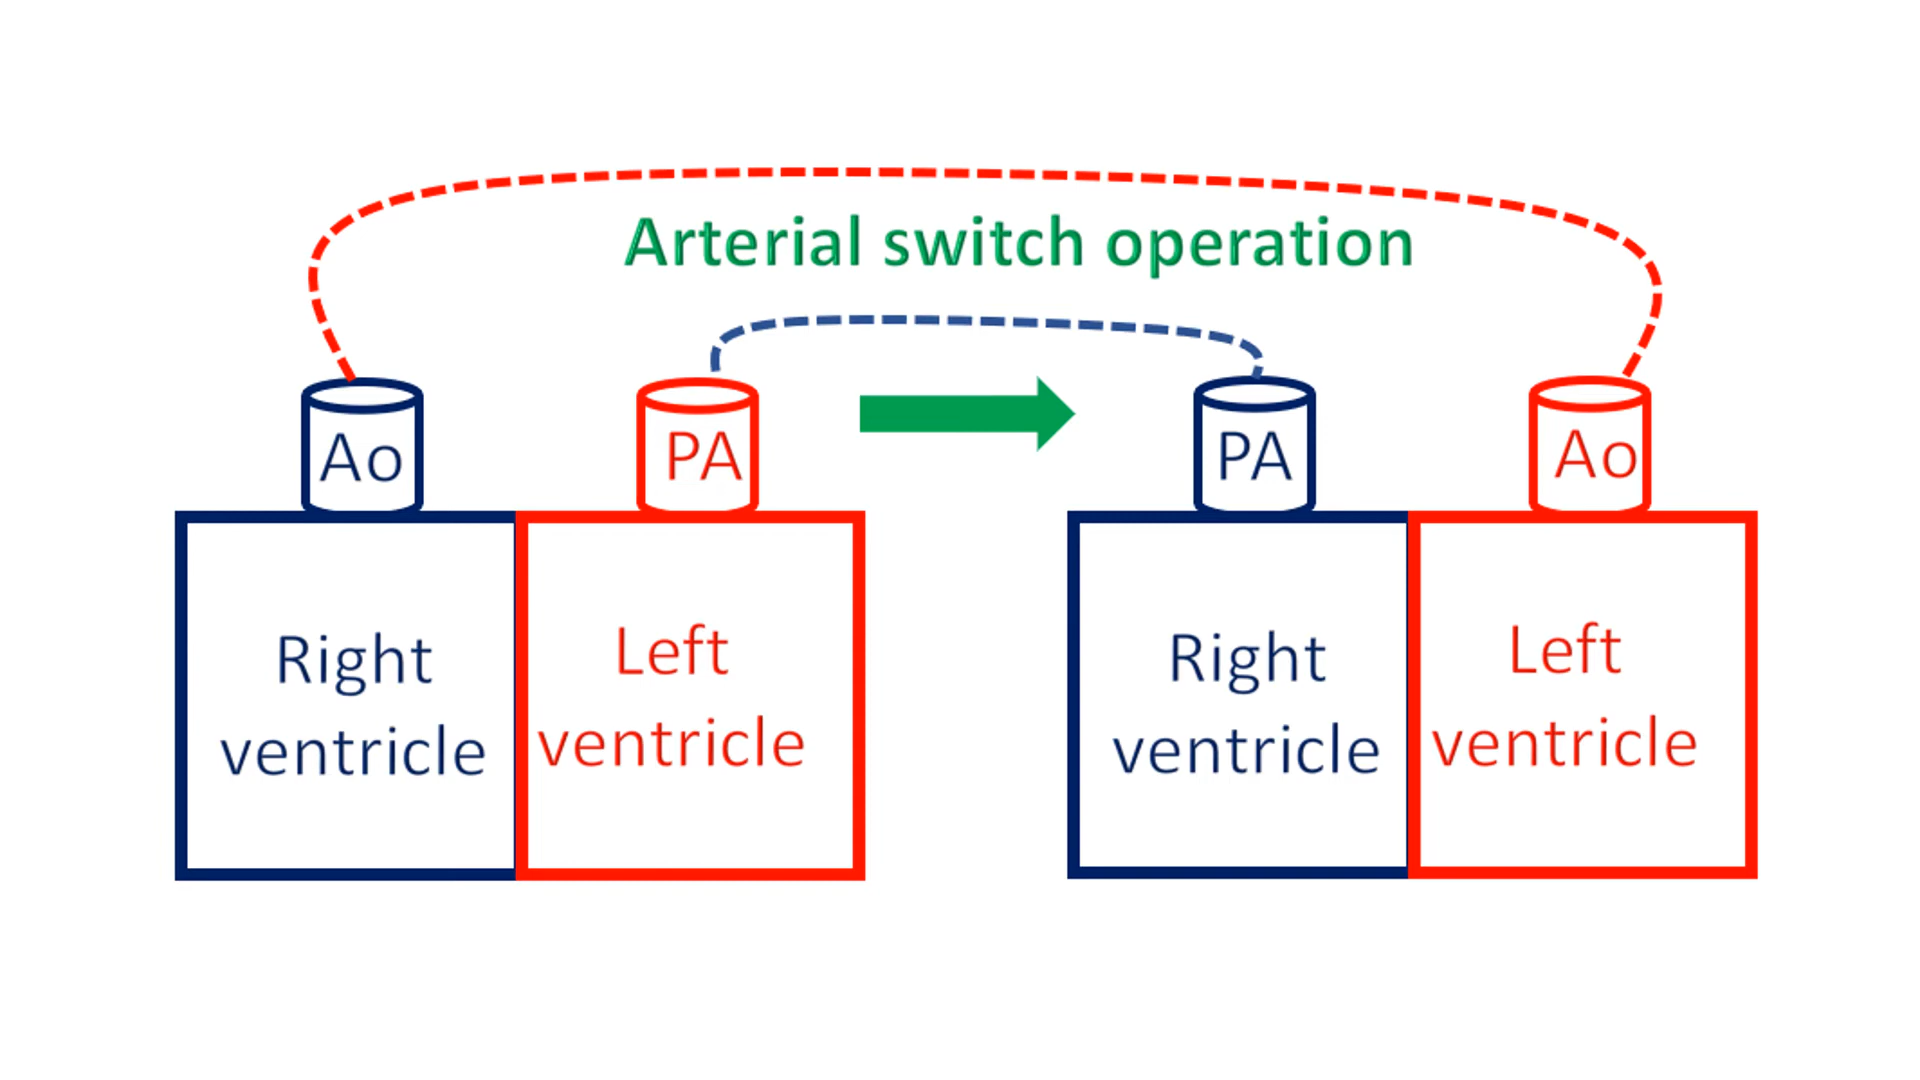 Arterial switch operation
Ao
PA
PA
Ao
Right
ventricle
Left
ventricle
Right
ventricle
Left
ventricle